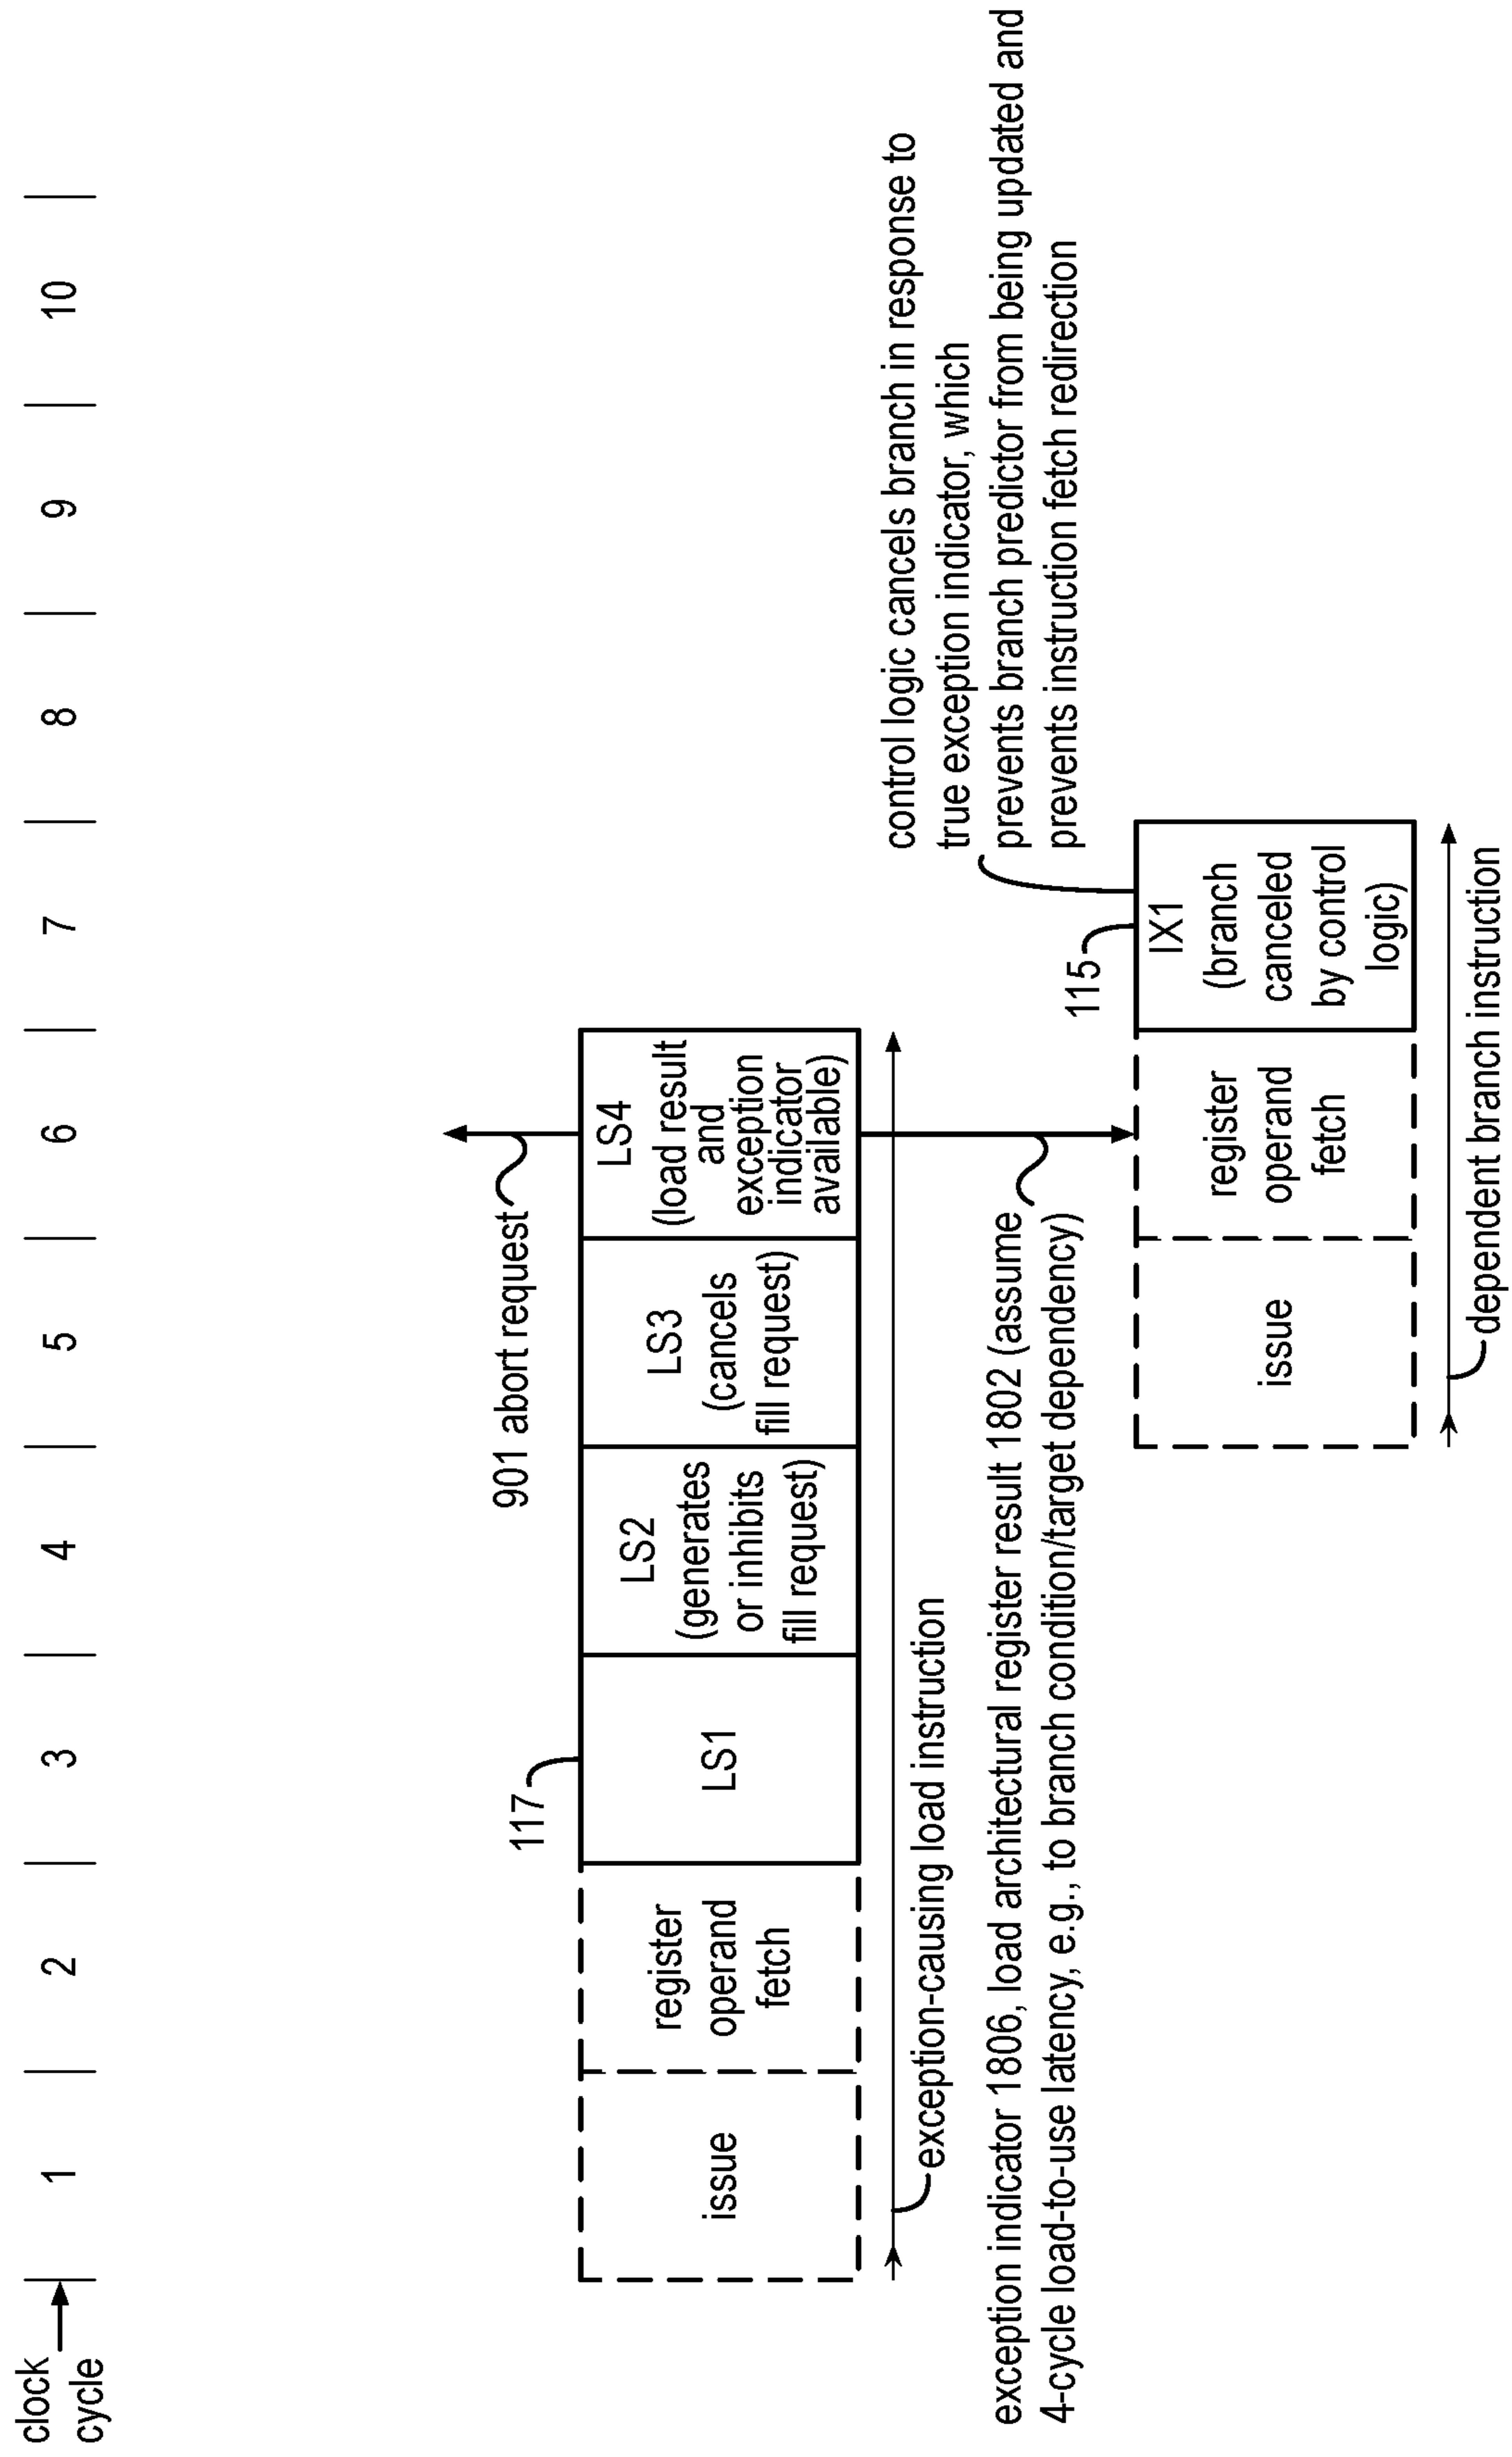 clock
cycle
1 2 3 4 5 6 7 8 9 10
901 abort request
117
issue
register
operand
fetch
LS1
LS2
(generates
or inhibits
fill request)
LS3
(cancels
fill request)
LS4
(load result
and
exception
indicator
available)
exception-causing load instruction
control logic cancels branch in response to
true exception indicator, which
prevents branch predictor from being updated and
prevents instruction fetch redirection
exception indicator 1806, load architectural register result 1802 (assume
4-cycle load-to-use latency, e.g., to branch condition/target dependency)
115
issue
register
operand
fetch
IX1
(branch
canceled
by control
logic)
dependent branch instruction